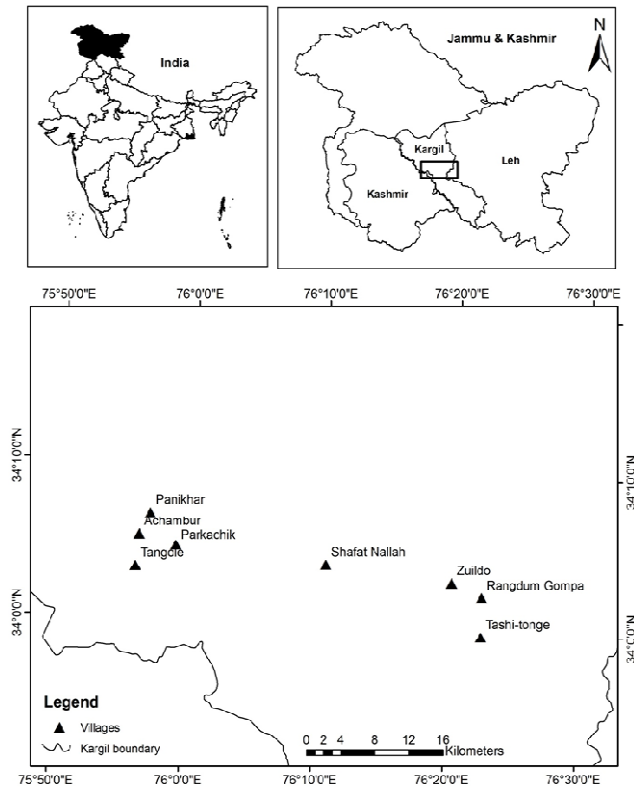 India
Jammu & Kashmir
N
Kargil
Leh
Kashmir
75°50'0"E 76°0'0"E 76°10'0"E 76°20'0"E 76°30'0"E
34°10'0"N
34°10'0"N
Panikhar
Achambur
Parkachik
Tangole
Shafat Nallah
Zuildo
Rangdum Gompa
34°0'0"N
Tashi-tonge
34°0'0"N
Legend
Villages
Kargil boundary
0 2 4 8 12 16
Kilometers
75°50'0"E 76°0'0"E 76°10'0"E 76°20'0"E 76°30'0"E